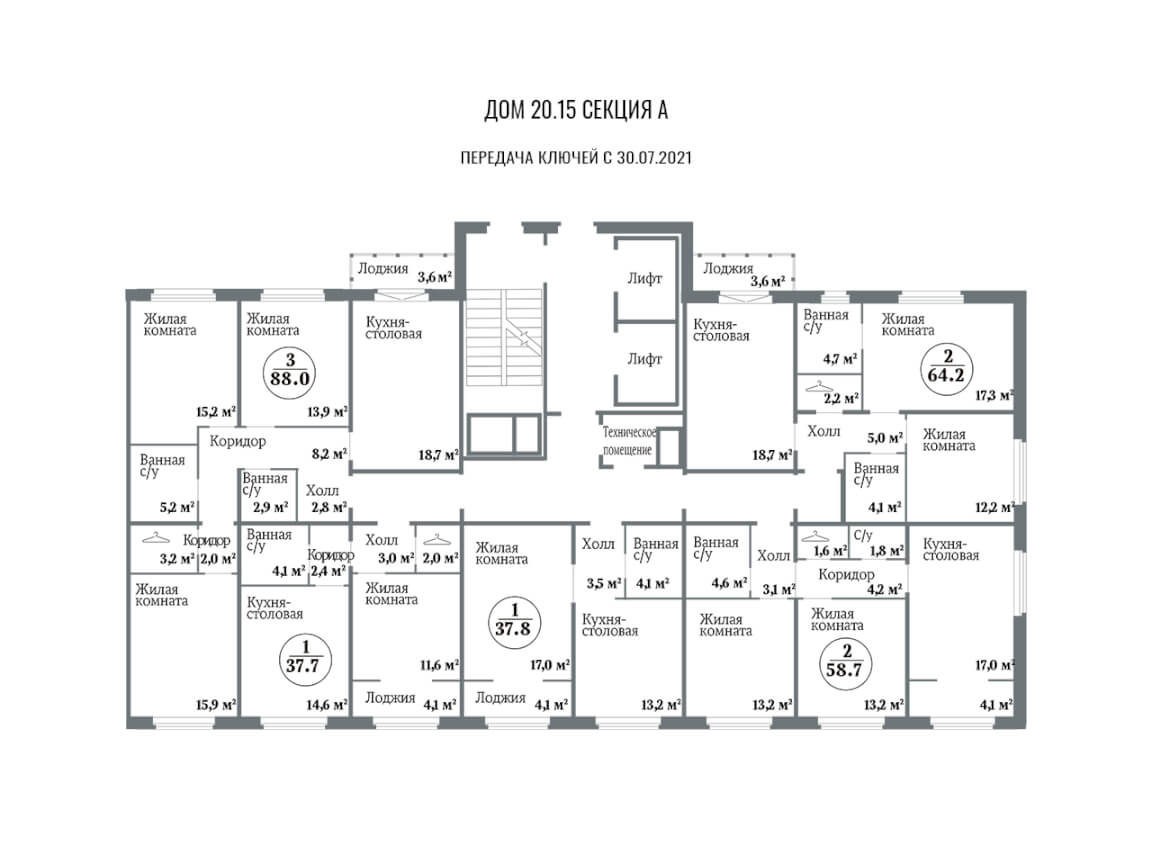 ДОМ 20.15 СЕКЦИЯ А
ПЕРЕДАЧА КЛЮЧЕЙ С 30.07.2021
Лоджия
3,6 м²
Лифт
Лоджия
3,6 м²
Жилая
комната
15,2 м²
Жилая
комната
3
88.0
13,9 м²
Кухня-
столовая
18,7 м²
Лифт
Кухня-
столовая
18,7 м²
Ванная
с/у
4,7 м²
2,2 м²
Жилая
комната
2
64.2
17,3 м²
Коридор
8,2 м²
Техническое
помещение
Холл
5,0 м²
Жилая
комната
12,2 м²
Ванная
с/у
5,2 м²
Ванная
с/у
2,9 м²
Холл
2,8 м²
Ванная
с/у
4,1 м²
3,2 м²
Коридор
2,0 м²
Ванная
с/у
4,1 м²
Коридор
2,4 м²
Холл
3,0 м²
2,0 м²
Жилая
комната
1
37.8
17,0 м²
Холл
3,5 м²
Ванная
с/у
4,1 м²
Ванная
с/у
4,6 м²
Холл
3,1 м²
1,6 м²
С/у
1,8 м²
Коридор
4,2 м²
Кухня-
столовая
17,0 м²
Жилая
комната
15,9 м²
Кухня-
столовая
1
37.7
14,6 м²
Жилая
комната
11,6 м²
Лоджия
4,1 м²
Лоджия
4,1 м²
Кухня-
столовая
13,2 м²
Жилая
комната
13,2 м²
Жилая
комната
2
58.7
13,2 м²
4,1 м²